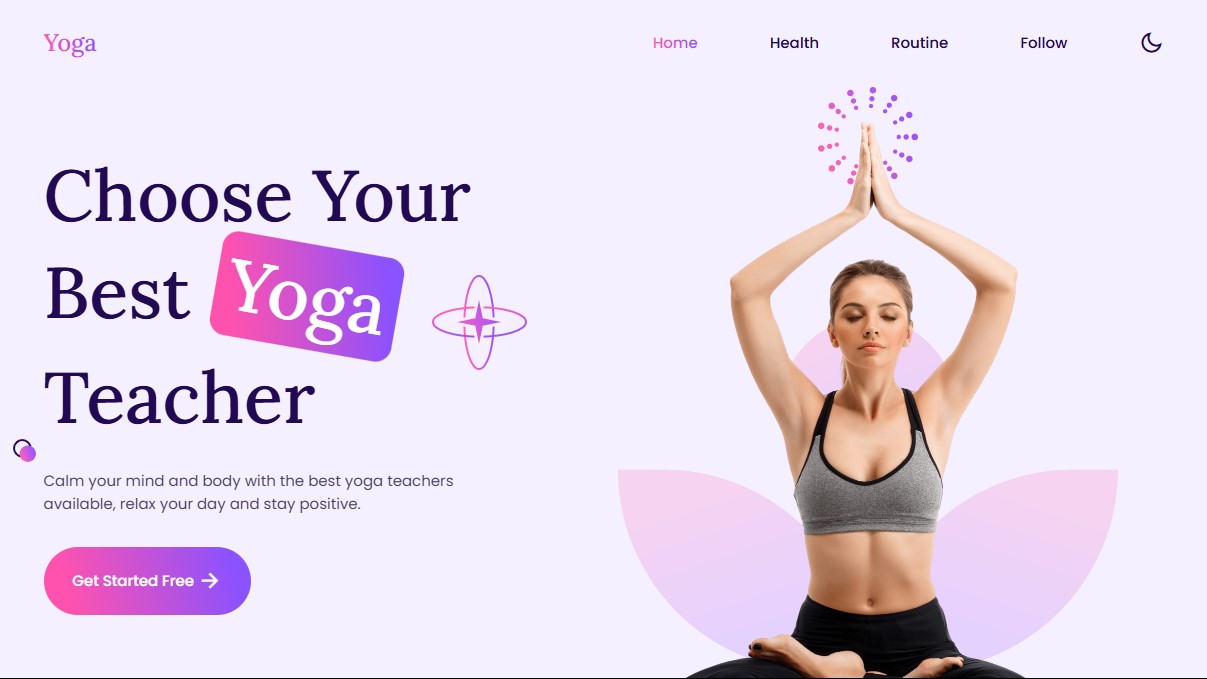 Yoga
Home Health Routine Follow
Choose Your
Best Yoga
Teacher
Calm your mind and body with the best yoga teachers
available, relax your day and stay positive.
Get Started Free